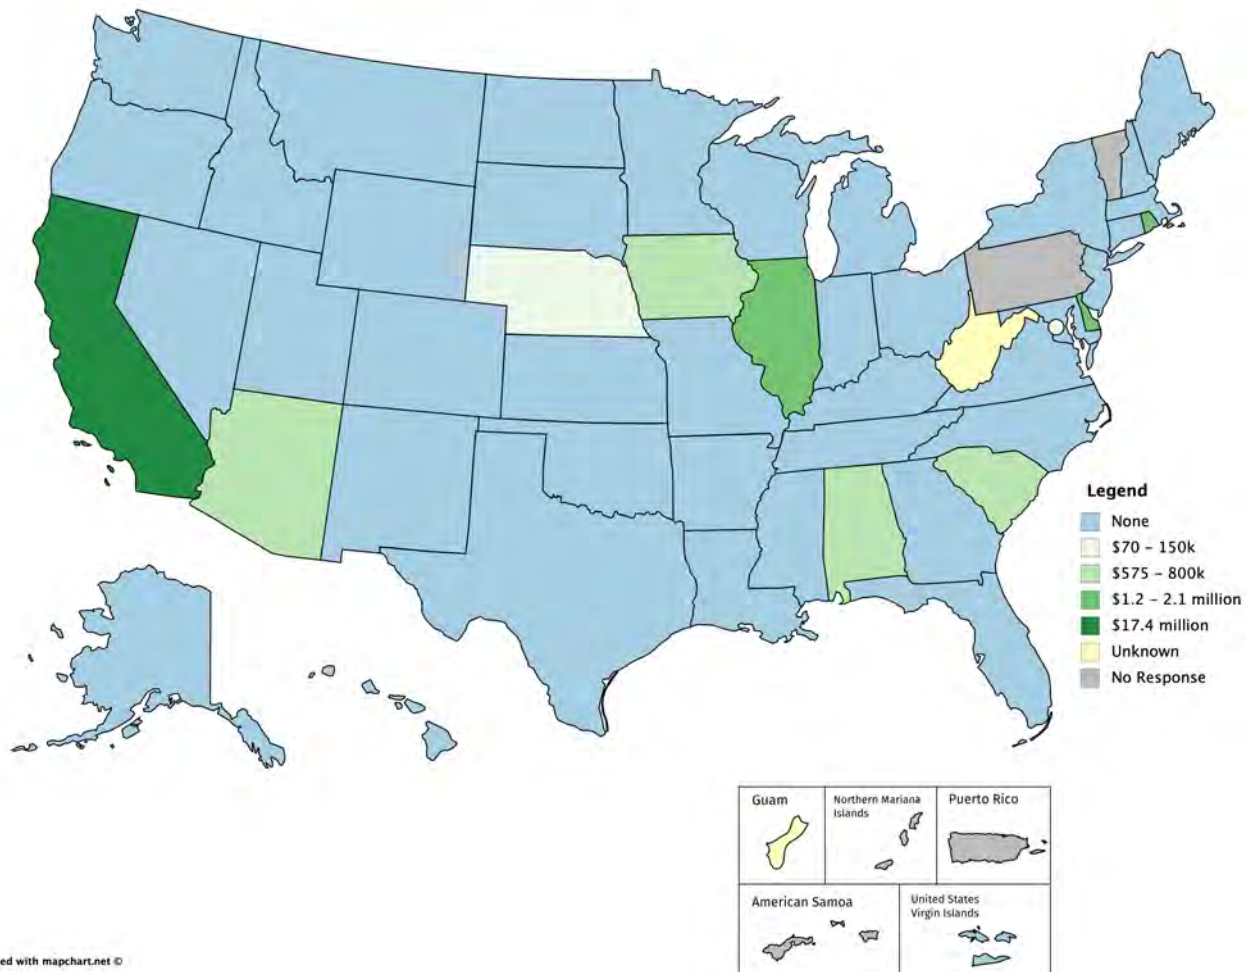 Legend
None
$70 – 150k
$575 – 800k
$1.2 – 2.1 million
$17.4 million
Unknown
No Response
Guam
Northern Mariana
Islands
Puerto Rico
American Samoa
United States
Virgin Islands
ed with mapchart.net ©